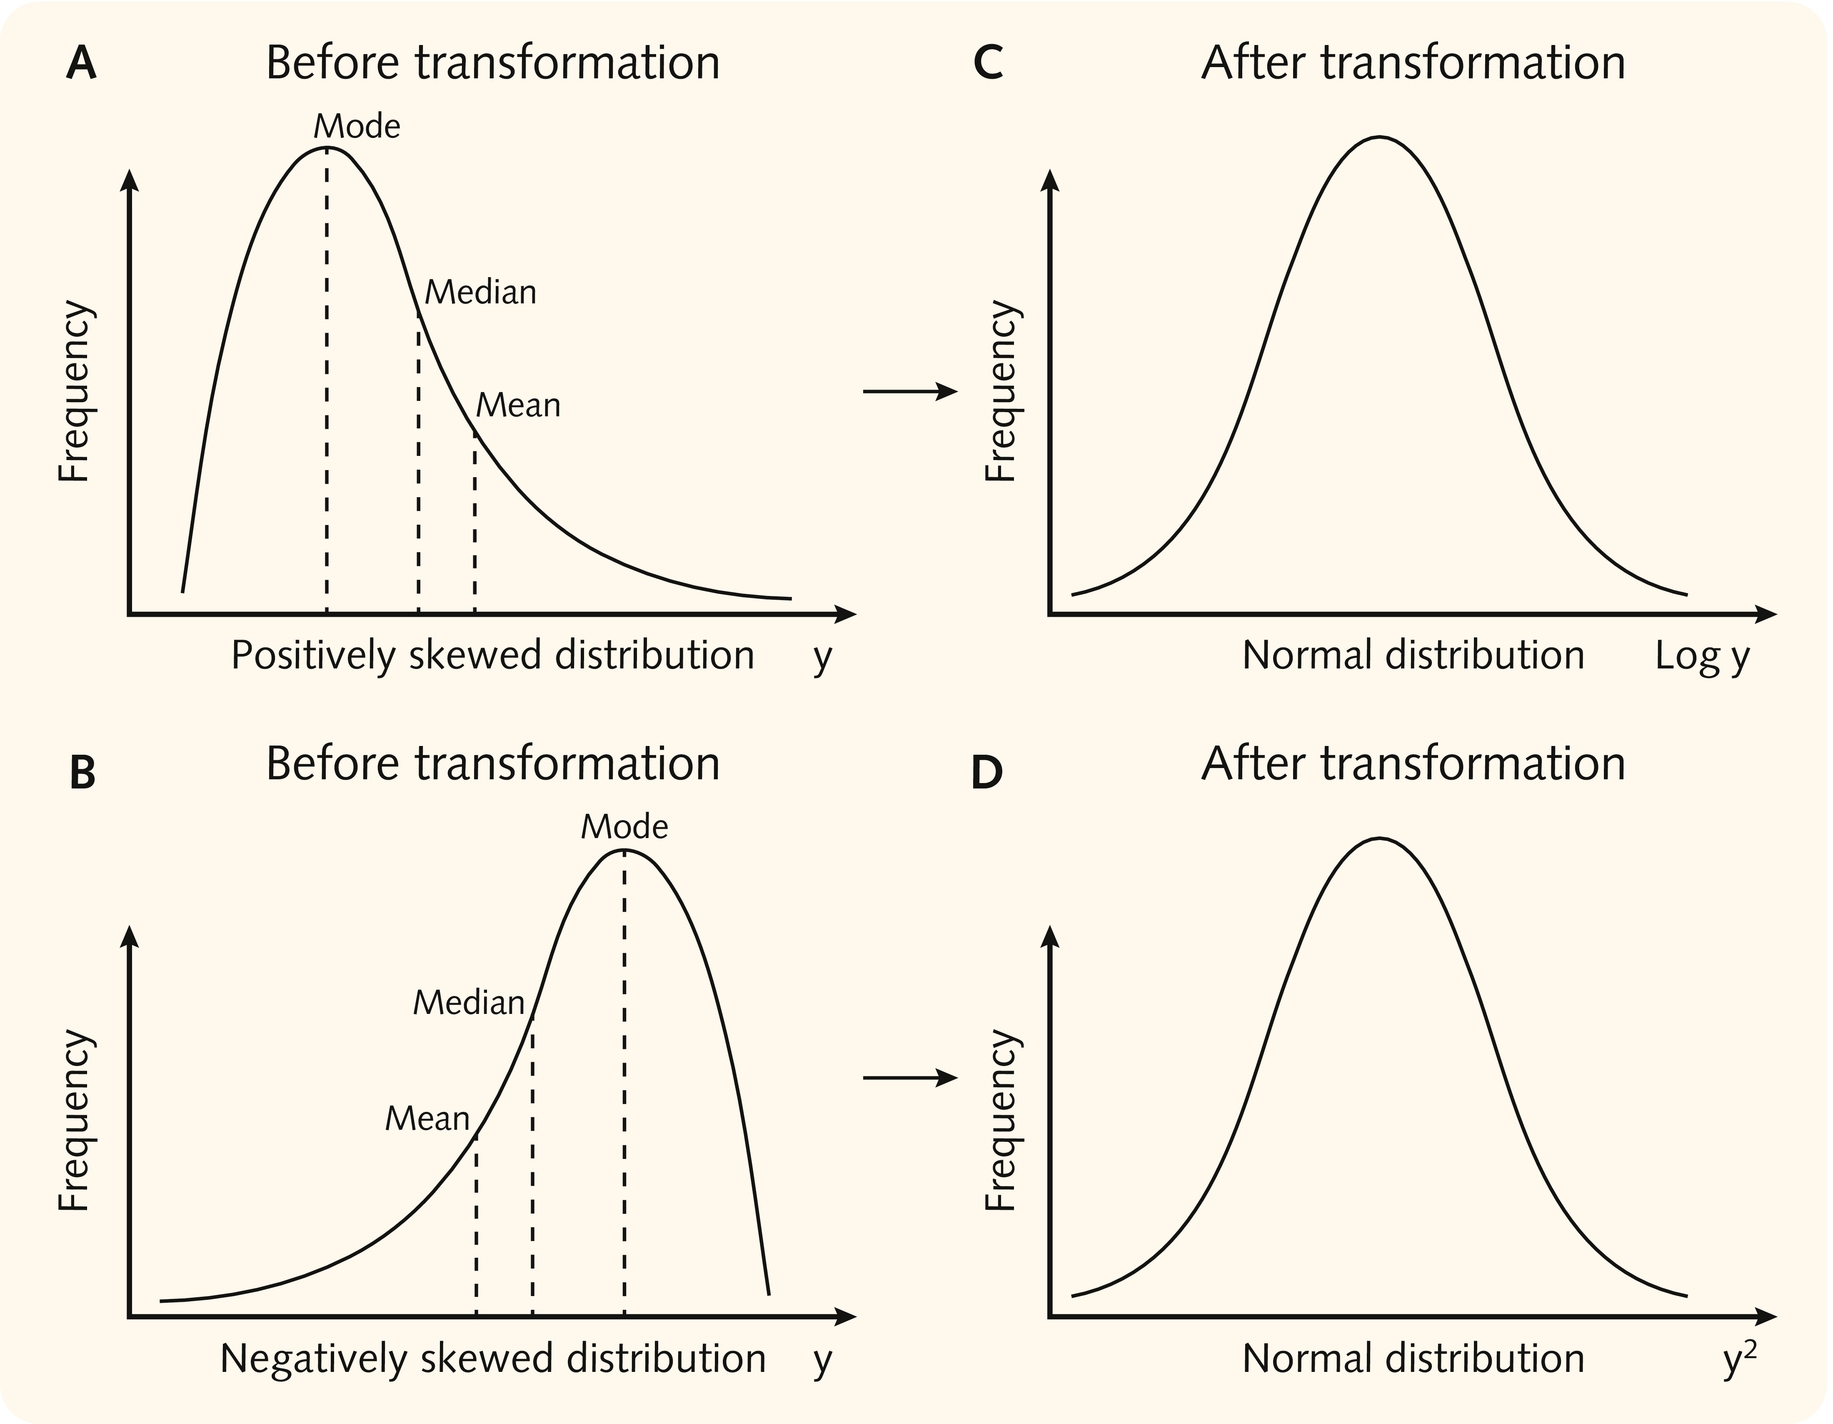 A
Before transformation
Mode
Median
Mean
Frequency
Positively skewed distribution
y
C
After transformation
Frequency
Normal distribution
Log y
B
Before transformation
Mode
Median
Mean
Frequency
Negatively skewed distribution
y
D
After transformation
Frequency
Normal distribution
y²